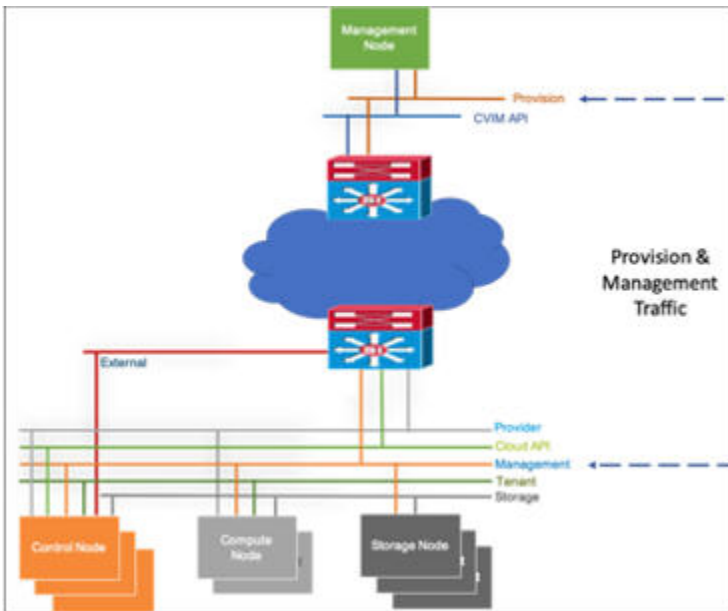 Management
Node
Provision
CVIM API
Provision &
Management
Traffic
External
Provider
Cloud API
Management
Tenant
Storage
Control Node
Compute
Node
Storage Node